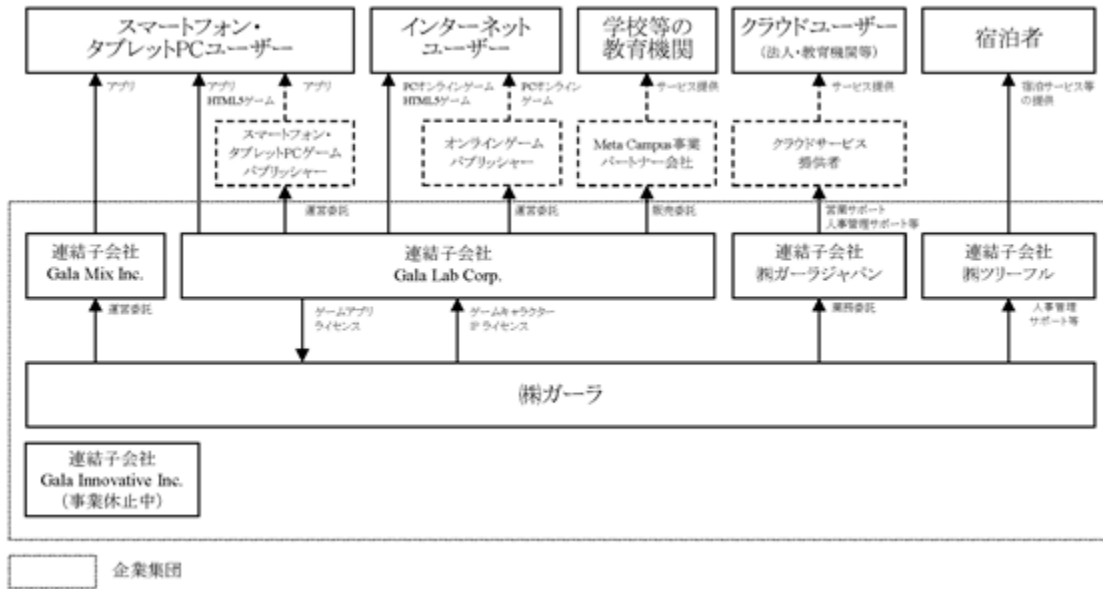 スマートフォン・
タブレットPCユーザー
インターネット
ユーザー
学校等の
教育機関
クラウドユーザー
(法人・教育機関等)
宿泊者
アプリ
アプリ
HTML5ゲーム
アプリ
PCオンラインゲーム
HTML5ゲーム
PCオンライン
ゲーム
サービス提供
サービス提供
宿泊サービス等
の提供
スマートフォン・
タブレットPCゲーム
パブリッシャー
オンラインゲーム
パブリッシャー
Meta Campus事業
パートナー会社
クラウドサービス
提供者
運営委託
運営委託
販売委託
営業サポート
人事管理サポート等
連結子会社
Gala Mix Inc.
連結子会社
Gala Lab Corp.
連結子会社
㈱ガーラジャパン
連結子会社
㈱ツリーフル
運営委託
ゲームアプリ
ライセンス
ゲームキャラクター
IPライセンス
業務委託
人事管理
サポート等
㈱ガーラ
連結子会社
Gala Innovative Inc.
(事業休止中)
企業集団